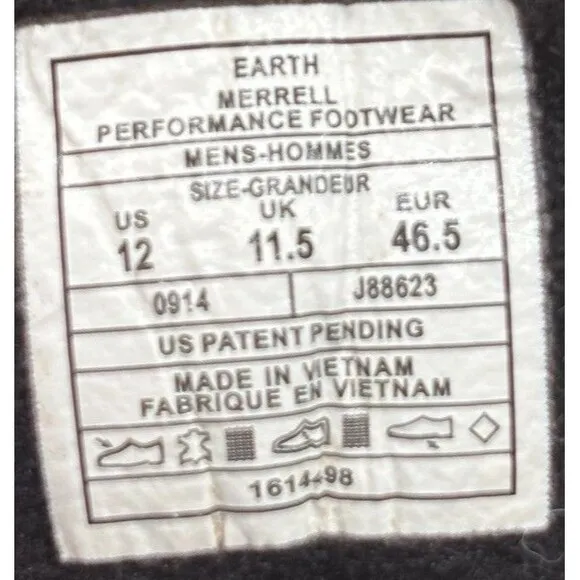 EARTH
MERRELL
PERFORMANCE FOOTWEAR
MENS-HOMMES
SIZE-GRANDEUR
US UK EUR
12 11.5 46.5
0914 J88623
US PATENT PENDING
MADE IN VIETNAM
FABRIQUE EN VIETNAM